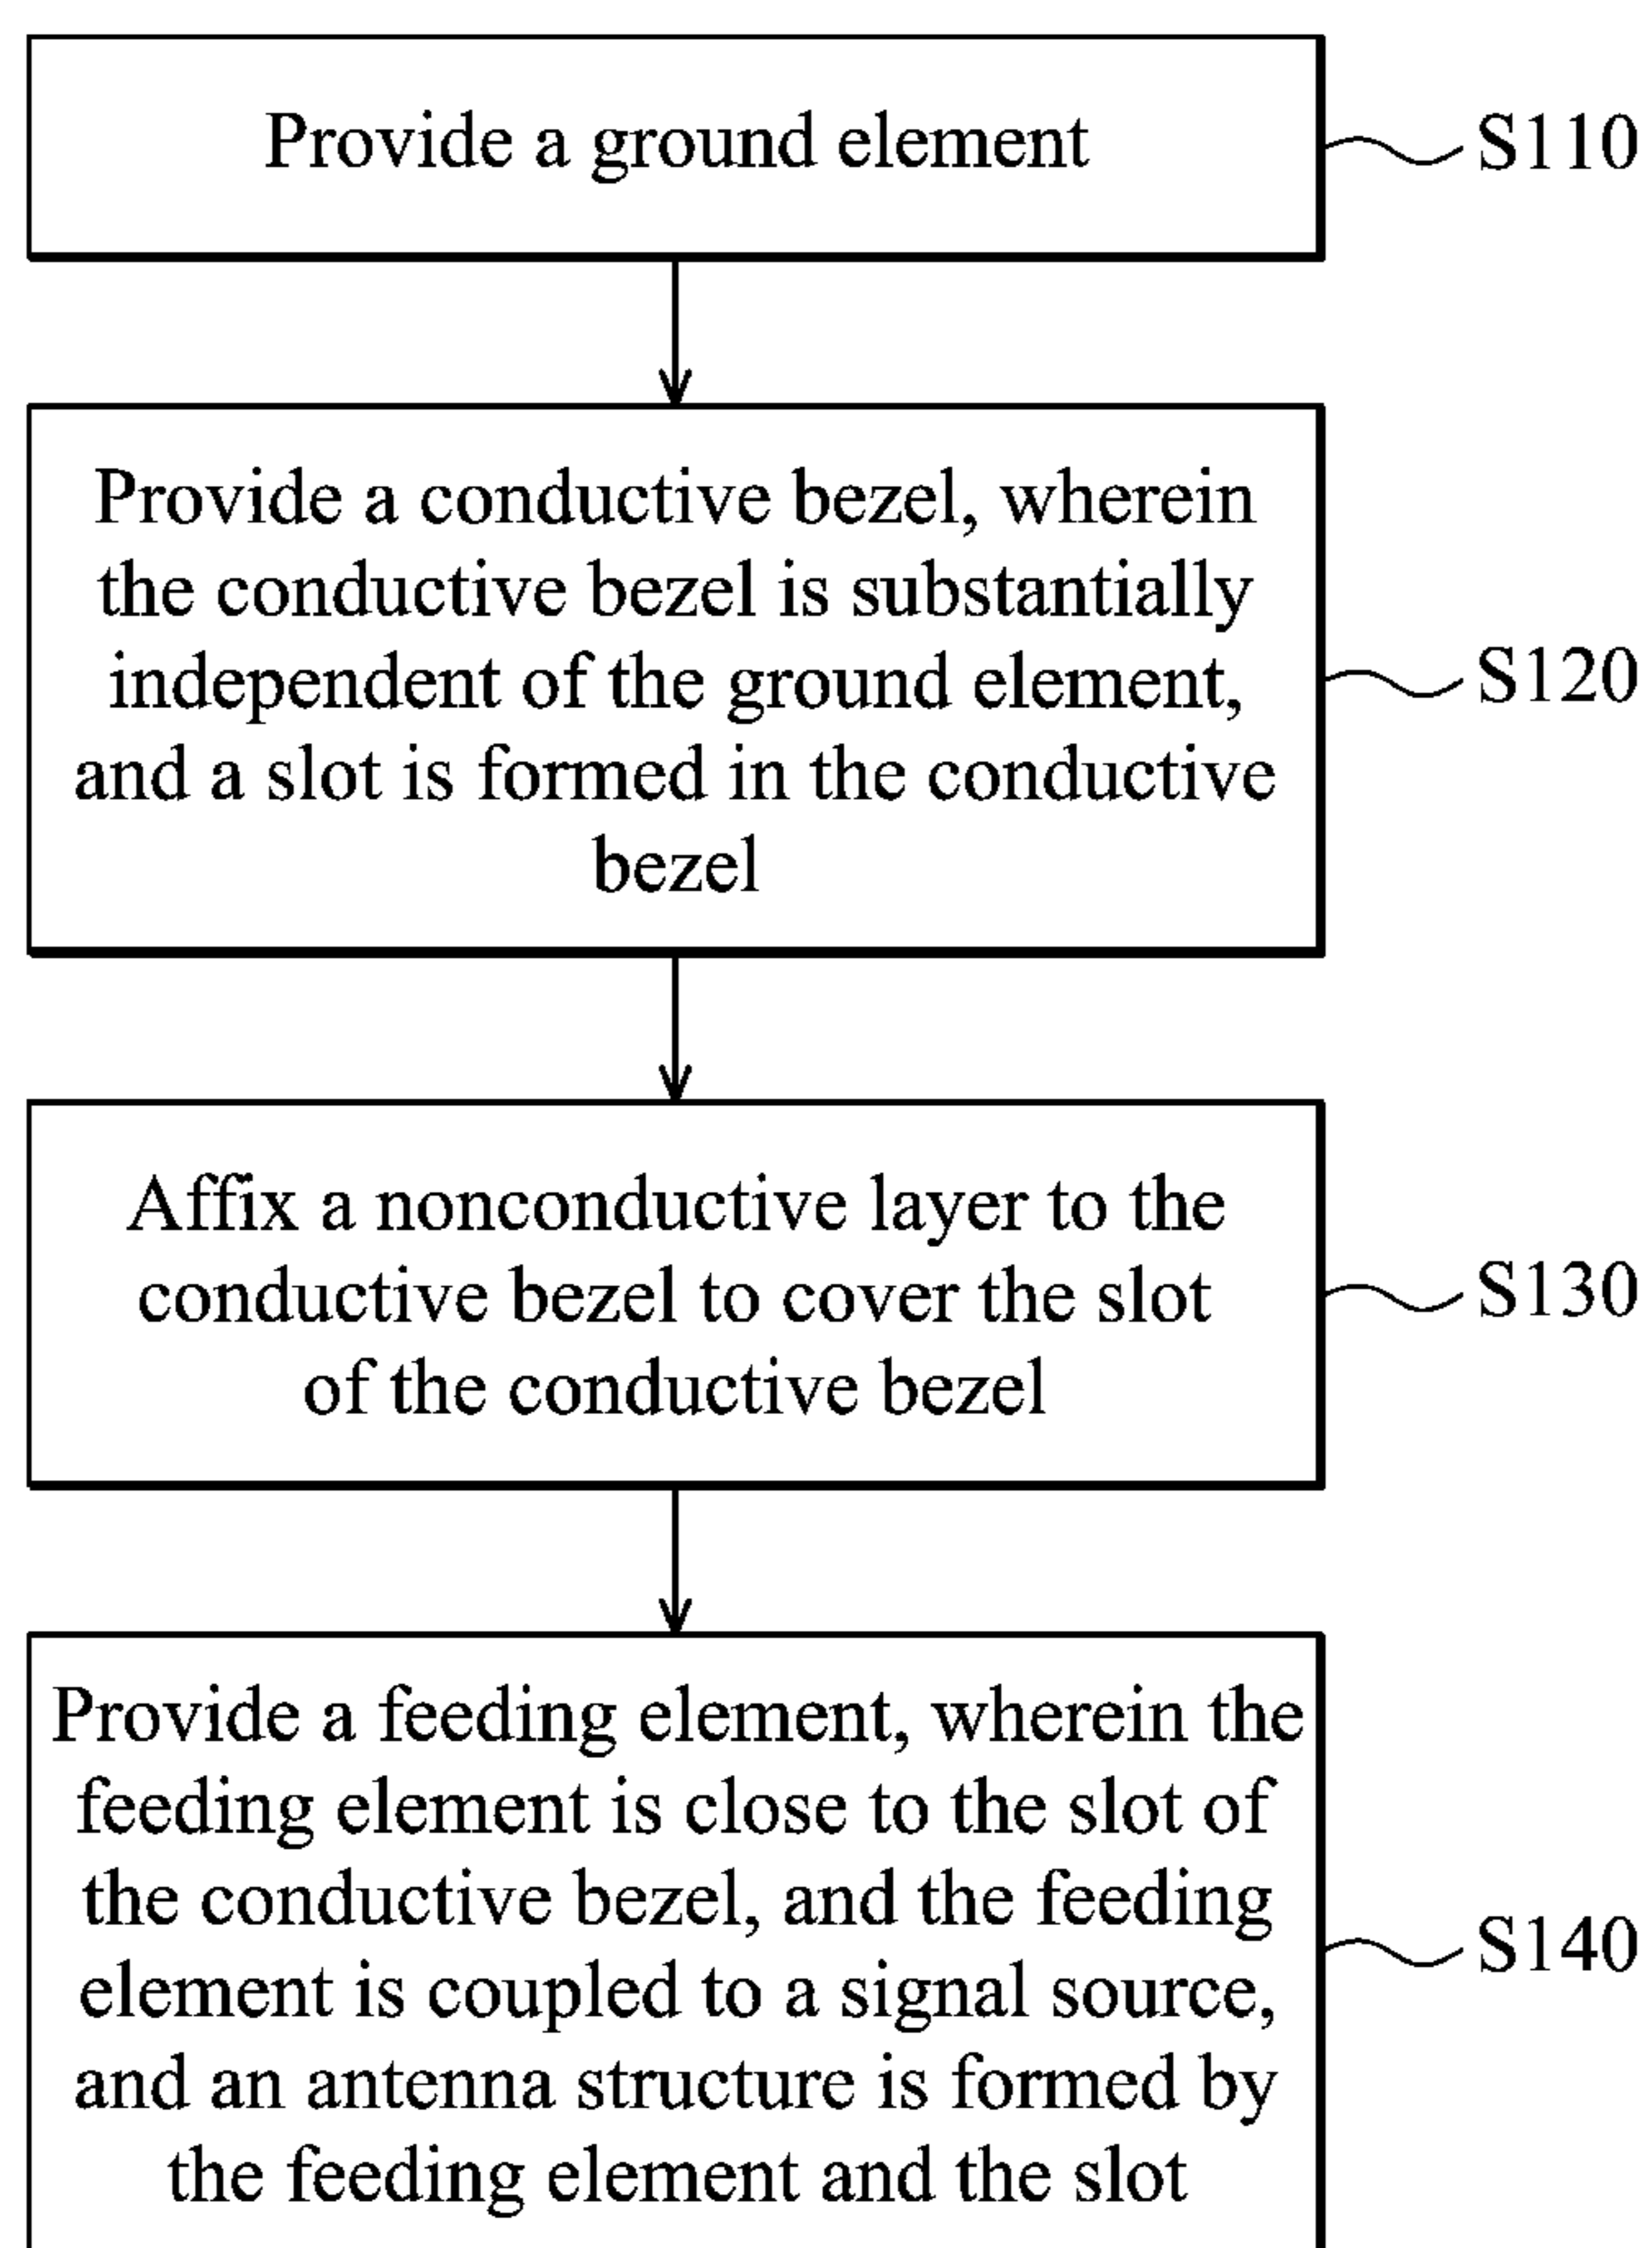 Provide a ground element
S110
Provide a conductive bezel, wherein
the conductive bezel is substantially
independent of the ground element,
and a slot is formed in the conductive
bezel
S120
Affix a nonconductive layer to the
conductive bezel to cover the slot
of the conductive bezel
S130
Provide a feeding element, wherein the
feeding element is close to the slot of
the conductive bezel, and the feeding
element is coupled to a signal source,
and an antenna structure is formed by
the feeding element and the slot
S140